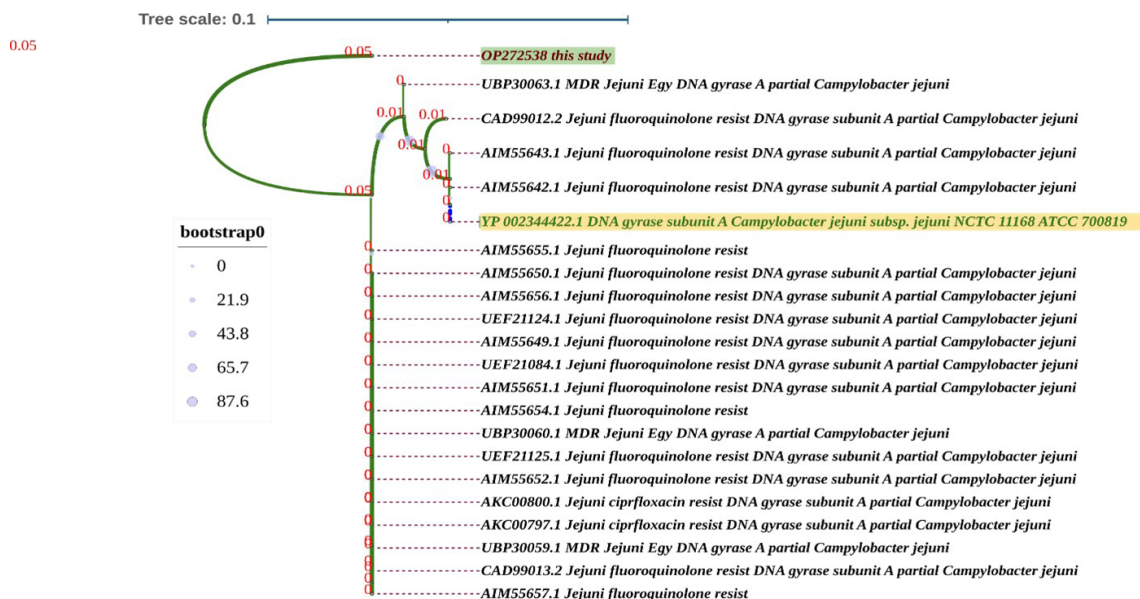 Tree scale: 0.1
0.05
0.05
OP272538 this study
0
UBP30063.1 MDR Jejuni Egy DNA gyrase A partial Campylobacter jejuni
0.01
0.01
CAD99012.2 Jejuni fluoroquinolone resist DNA gyrase subunit A partial Campylobacter jejuni
0.01
0
AIM55643.1 Jejuni fluoroquinolone resist DNA gyrase subunit A partial Campylobacter jejuni
0.01
0
AIM55642.1 Jejuni fluoroquinolone resist DNA gyrase subunit A partial Campylobacter jejuni
0.05
0
0
YP 002344422.1 DNA gyrase subunit A Campylobacter jejuni subsp. jejuni NCTC 11168 ATCC 700819
bootstrap0
0
21.9
43.8
65.7
87.6
0
AIM55655.1 Jejuni fluoroquinolone resist
0
AIM55650.1 Jejuni fluoroquinolone resist DNA gyrase subunit A partial Campylobacter jejuni
0
AIM55656.1 Jejuni fluoroquinolone resist DNA gyrase subunit A partial Campylobacter jejuni
0
UEF21124.1 Jejuni fluoroquinolone resist DNA gyrase subunit A partial Campylobacter jejuni
0
AIM55649.1 Jejuni fluoroquinolone resist DNA gyrase subunit A partial Campylobacter jejuni
0
UEF21084.1 Jejuni fluoroquinolone resist DNA gyrase subunit A partial Campylobacter jejuni
0
AIM55651.1 Jejuni fluoroquinolone resist DNA gyrase subunit A partial Campylobacter jejuni
0
AIM55654.1 Jejuni fluoroquinolone resist
0
UBP30060.1 MDR Jejuni Egy DNA gyrase A partial Campylobacter jejuni
0
UEF21125.1 Jejuni fluoroquinolone resist DNA gyrase subunit A partial Campylobacter jejuni
0
AIM55652.1 Jejuni fluoroquinolone resist DNA gyrase subunit A partial Campylobacter jejuni
0
AKC00800.1 Jejuni ciprfloxacin resist DNA gyrase subunit A partial Campylobacter jejuni
0
AKC00797.1 Jejuni ciprfloxacin resist DNA gyrase subunit A partial Campylobacter jejuni
0
UBP30059.1 MDR Jejuni Egy DNA gyrase A partial Campylobacter jejuni
0
CAD99013.2 Jejuni fluoroquinolone resist DNA gyrase subunit A partial Campylobacter jejuni
0
AIM55657.1 Jejuni fluoroquinolone resist